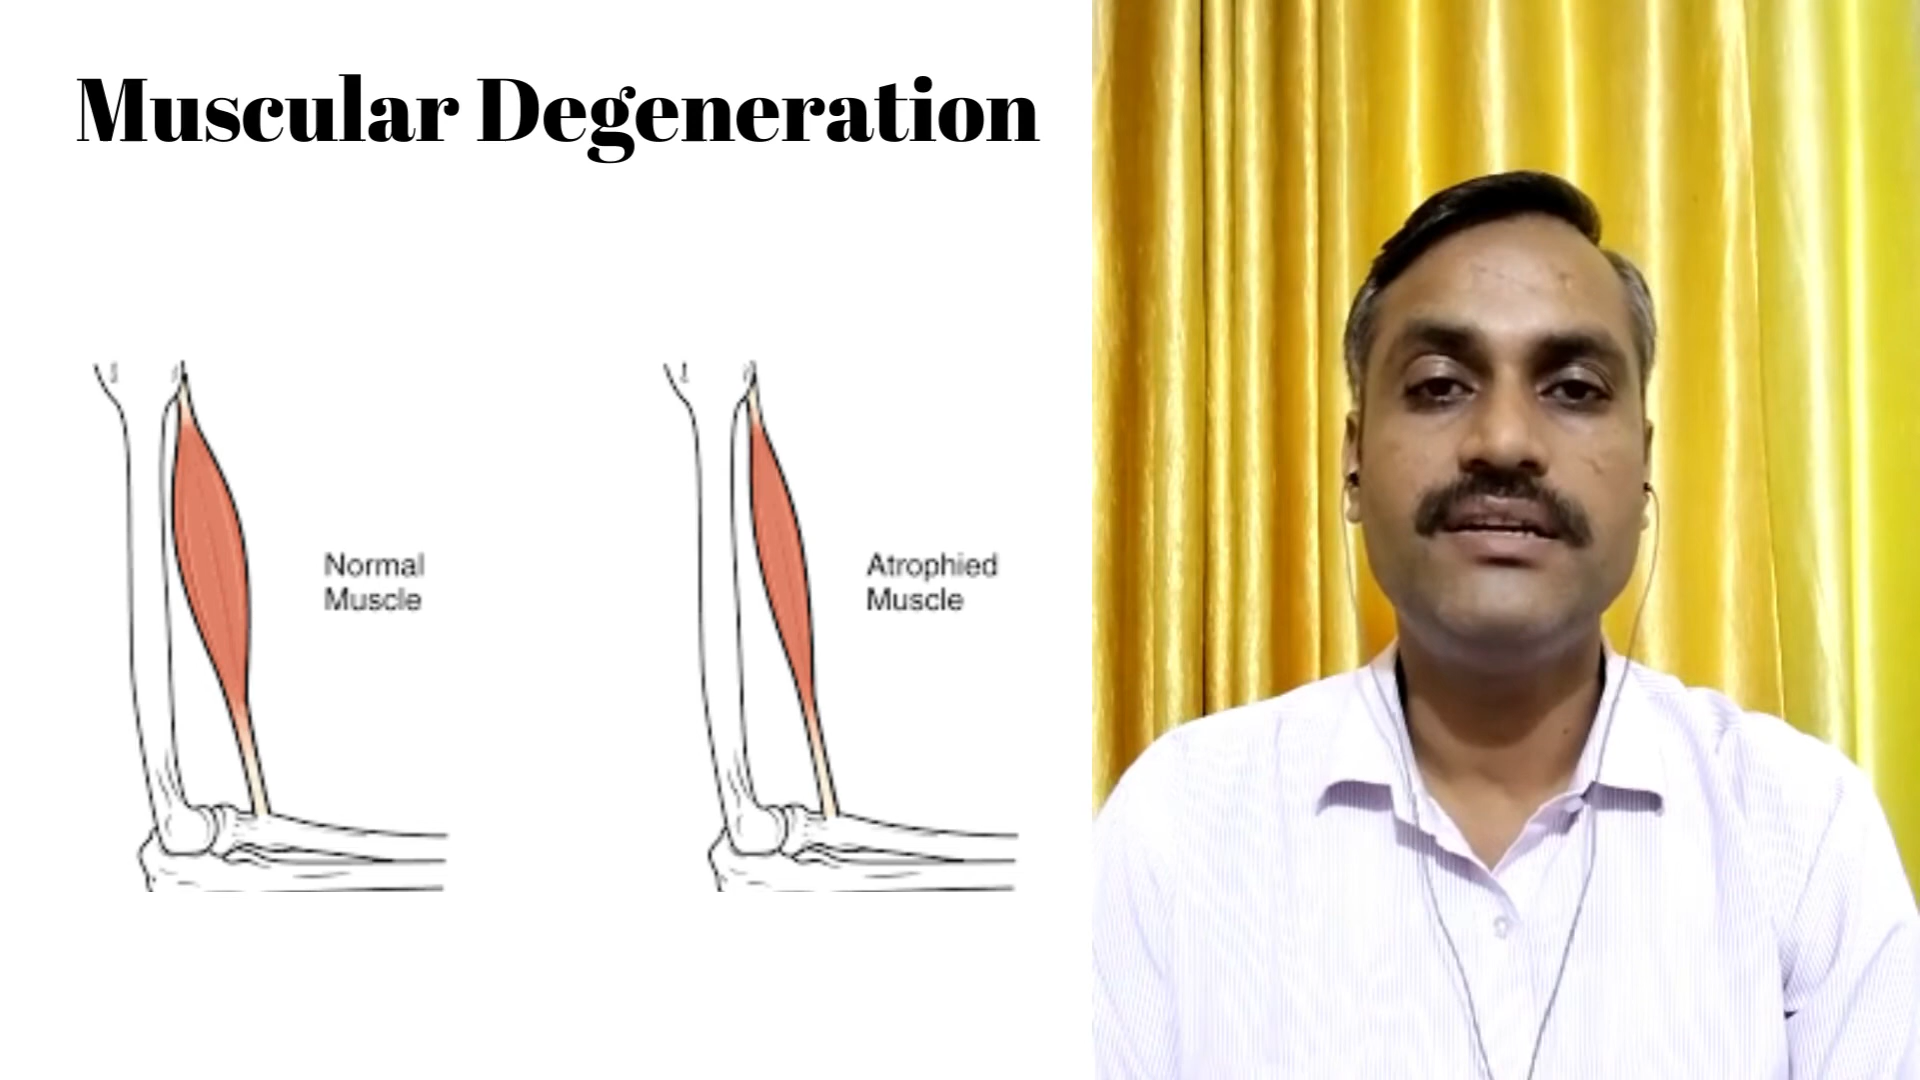 Muscular Degeneration
Normal
Muscle
Atrophied
Muscle